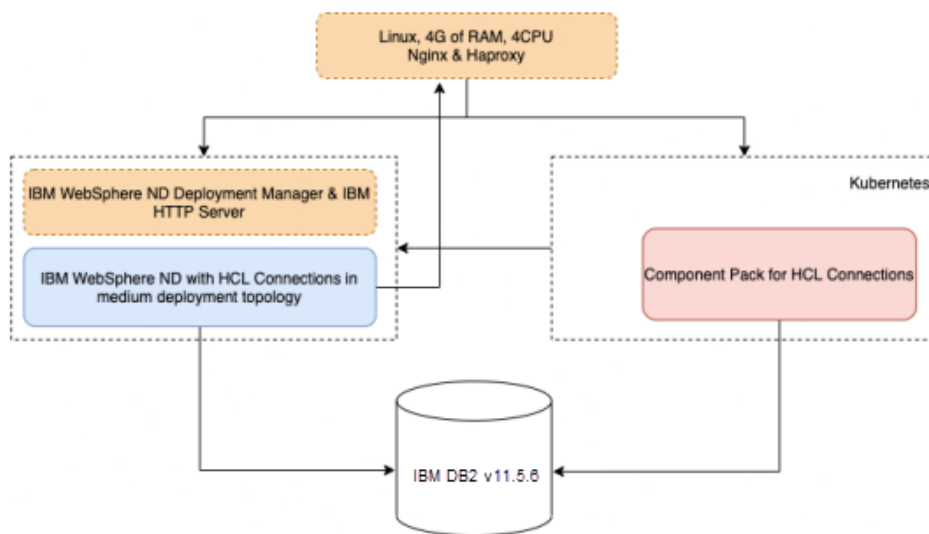 Linux, 4G of RAM, 4CPU
Nginx & Haproxy
IBM WebSphere ND Deployment Manager & IBM
HTTP Server
IBM WebSphere ND with HCL Connections in
medium deployment topology
Kubernetes
Component Pack for HCL Connections
IBM DB2 v11.5.6